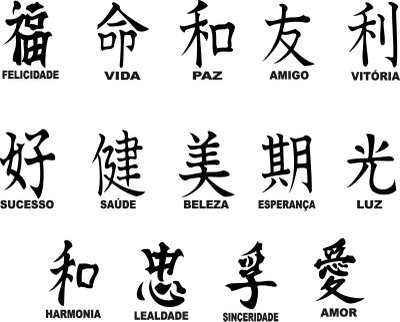 福 命 和 友 利
FELICIDADE VIDA PAZ AMIGO VITÓRIA
好 健 美 期 光
SUCESSO SAÚDE BELEZA ESPERANÇA LUZ
和 忠 孚 愛
HARMONIA LEALDADE SINÇERIDADE AMOR